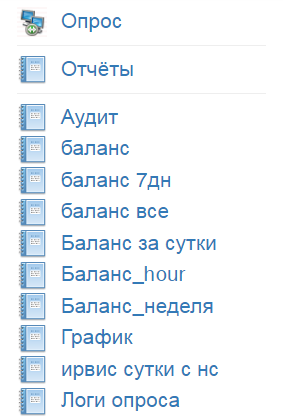 Опрос
Отчёты
Аудит
баланс
баланс 7дн
баланс все
Баланс за сутки
Баланс_hour
Баланс_неделя
График
ирвис сутки с нс
Логи опроса